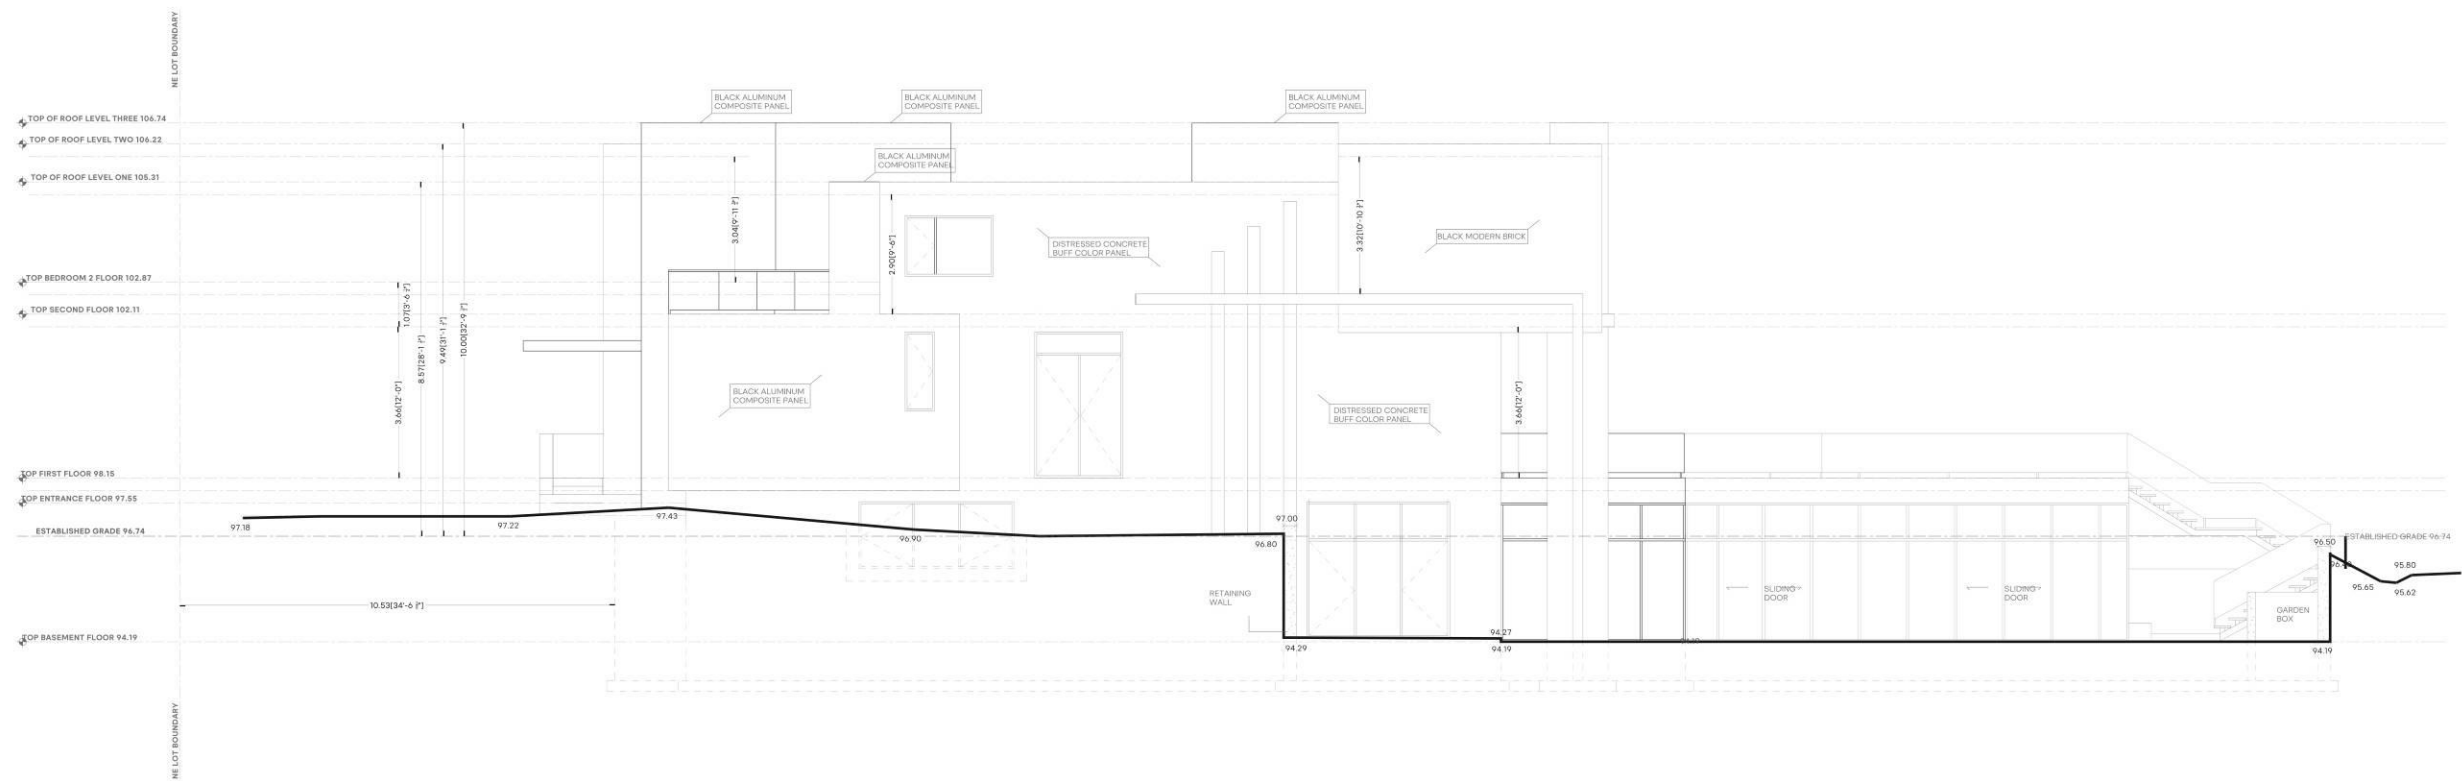 NE LOT BOUNDARY
BLACK ALUMINUM
COMPOSITE PANEL
BLACK ALUMINUM
COMPOSITE PANEL
BLACK ALUMINUM
COMPOSITE PANEL
TOP OF ROOF LEVEL THREE 106.74
TOP OF ROOF LEVEL TWO 106.22
BLACK ALUMINUM
COMPOSITE PANEL
TOP OF ROOF LEVEL ONE 105.31
3.04[9'-11
2.90[9'-6"]
3.32[10'-10
DISTRESSED CONCRETE
BUFF COLOR PANEL
BLACK MODERN BRICK
TOP BEDROOM 2 FLOOR 102.87
1.07[3'-6
TOP SECOND FLOOR 102.11
8.57[28'-1
9.49[31'-1
10.00[32'-9
3.66[12'-0"]
BLACK ALUMINUM
COMPOSITE PANEL
DISTRESSED CONCRETE
BUFF COLOR PANEL
3.66[12'-0"]
TOP FIRST FLOOR 98.15
TOP ENTRANCE FLOOR 97.55
97.18
97.22
97.43
96.90
97.00
96.80
ESTABLISHED GRADE 96.74
ESTABLISHED GRADE 96.74
96.50
95.80
95.65
95.62
RETAINING
WALL
SLIDING
DOOR
SLIDING
DOOR
GARDEN
BOX
10.53[34'-6
TOP BASEMENT FLOOR 94.19
94.27
94.29
94.19
94.19
NE LOT BOUNDARY